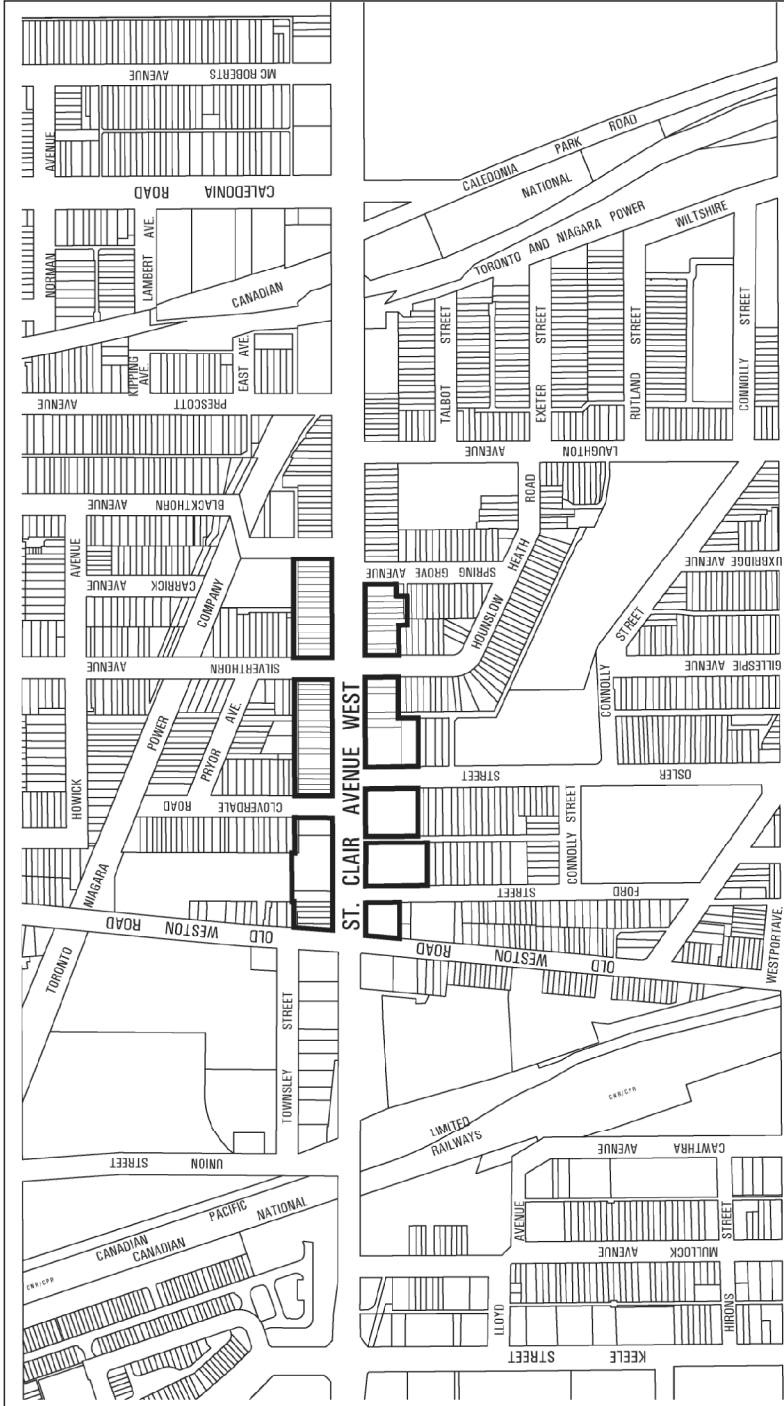 MC ROBERTS AVENUE
AVENUE
CALEDONIA ROAD
CALEDONIA PARK ROAD
NATIONAL
TORONTO AND NIAGARA POWER
WILTSHIRE
NORMAN
LAMBERT AVE.
CANADIAN
KIPPING AVE.
EAST AVE.
PRESCOTT AVENUE
TALBOT STREET
EXETER STREET
RUTLAND STREET
CONNOLLY STREET
LAUGHTON AVENUE
BLACKTHORN AVENUE
AVENUE
CARRICK AVENUE
COMPANY
SPRING GROVE AVENUE
HOUNSLOW HEATH ROAD
UXBRIDGE AVENUE
STREET
SILVERTHORN AVENUE
GILLESPIE AVENUE
CONNOLLY
POWER
PRYOR AVE.
HOWICK
CLOVERDALE ROAD
ST. CLAIR AVENUE WEST
OSLER STREET
CONNOLLY STREET
FORD STREET
NIAGARA
TORONTO
OLD WESTON ROAD
OLD WESTON ROAD
WESTPORT AVE.
TOWNSLEY STREET
LIMITED
RAILWAYS
CNR/CPR
UNION STREET
CAWTHRA AVENUE
CANADIAN PACIFIC
CANADIAN NATIONAL
CNR/CPR
AVENUE
LLOYD
MULLOCK AVENUE
STREET
HIRONS
KEELE STREET